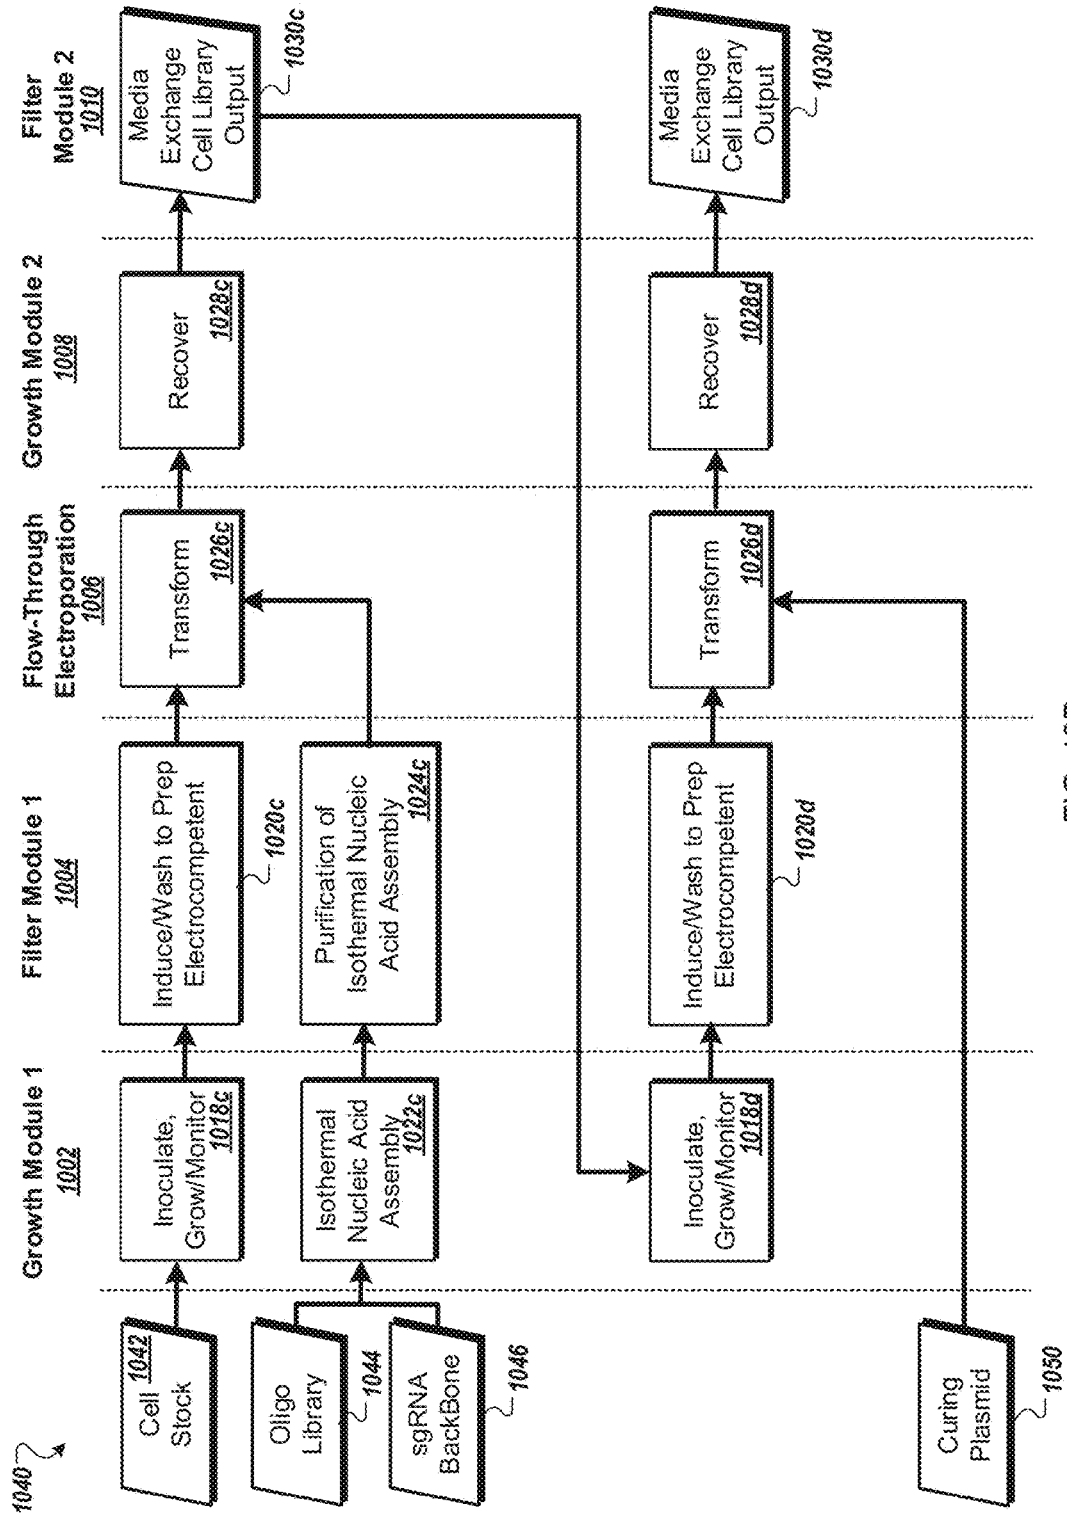 1040
Growth Module 1
1002
Filter Module 1
1004
Flow-Through
Electroporation
1006
Growth Module 2
1008
Filter
Module 2
1010
Cell
Stock
1042
Inoculate,
Grow/Monitor
1018c
Induce/Wash to Prep
Electrocompetent
1020c
Transform
1026c
Recover
1028c
Media
Exchange
Cell Library
Output
1030c
Oligo
Library
1044
sgRNA
BackBone
1046
Isothermal
Nucleic Acid
Assembly
1022c
Purification of
Isothermal Nucleic
Acid Assembly
1024c
Inoculate,
Grow/Monitor
1018d
Induce/Wash to Prep
Electrocompetent
1020d
Transform
1026d
Recover
1028d
Media
Exchange
Cell Library
Output
1030d
Curing
Plasmid
1050